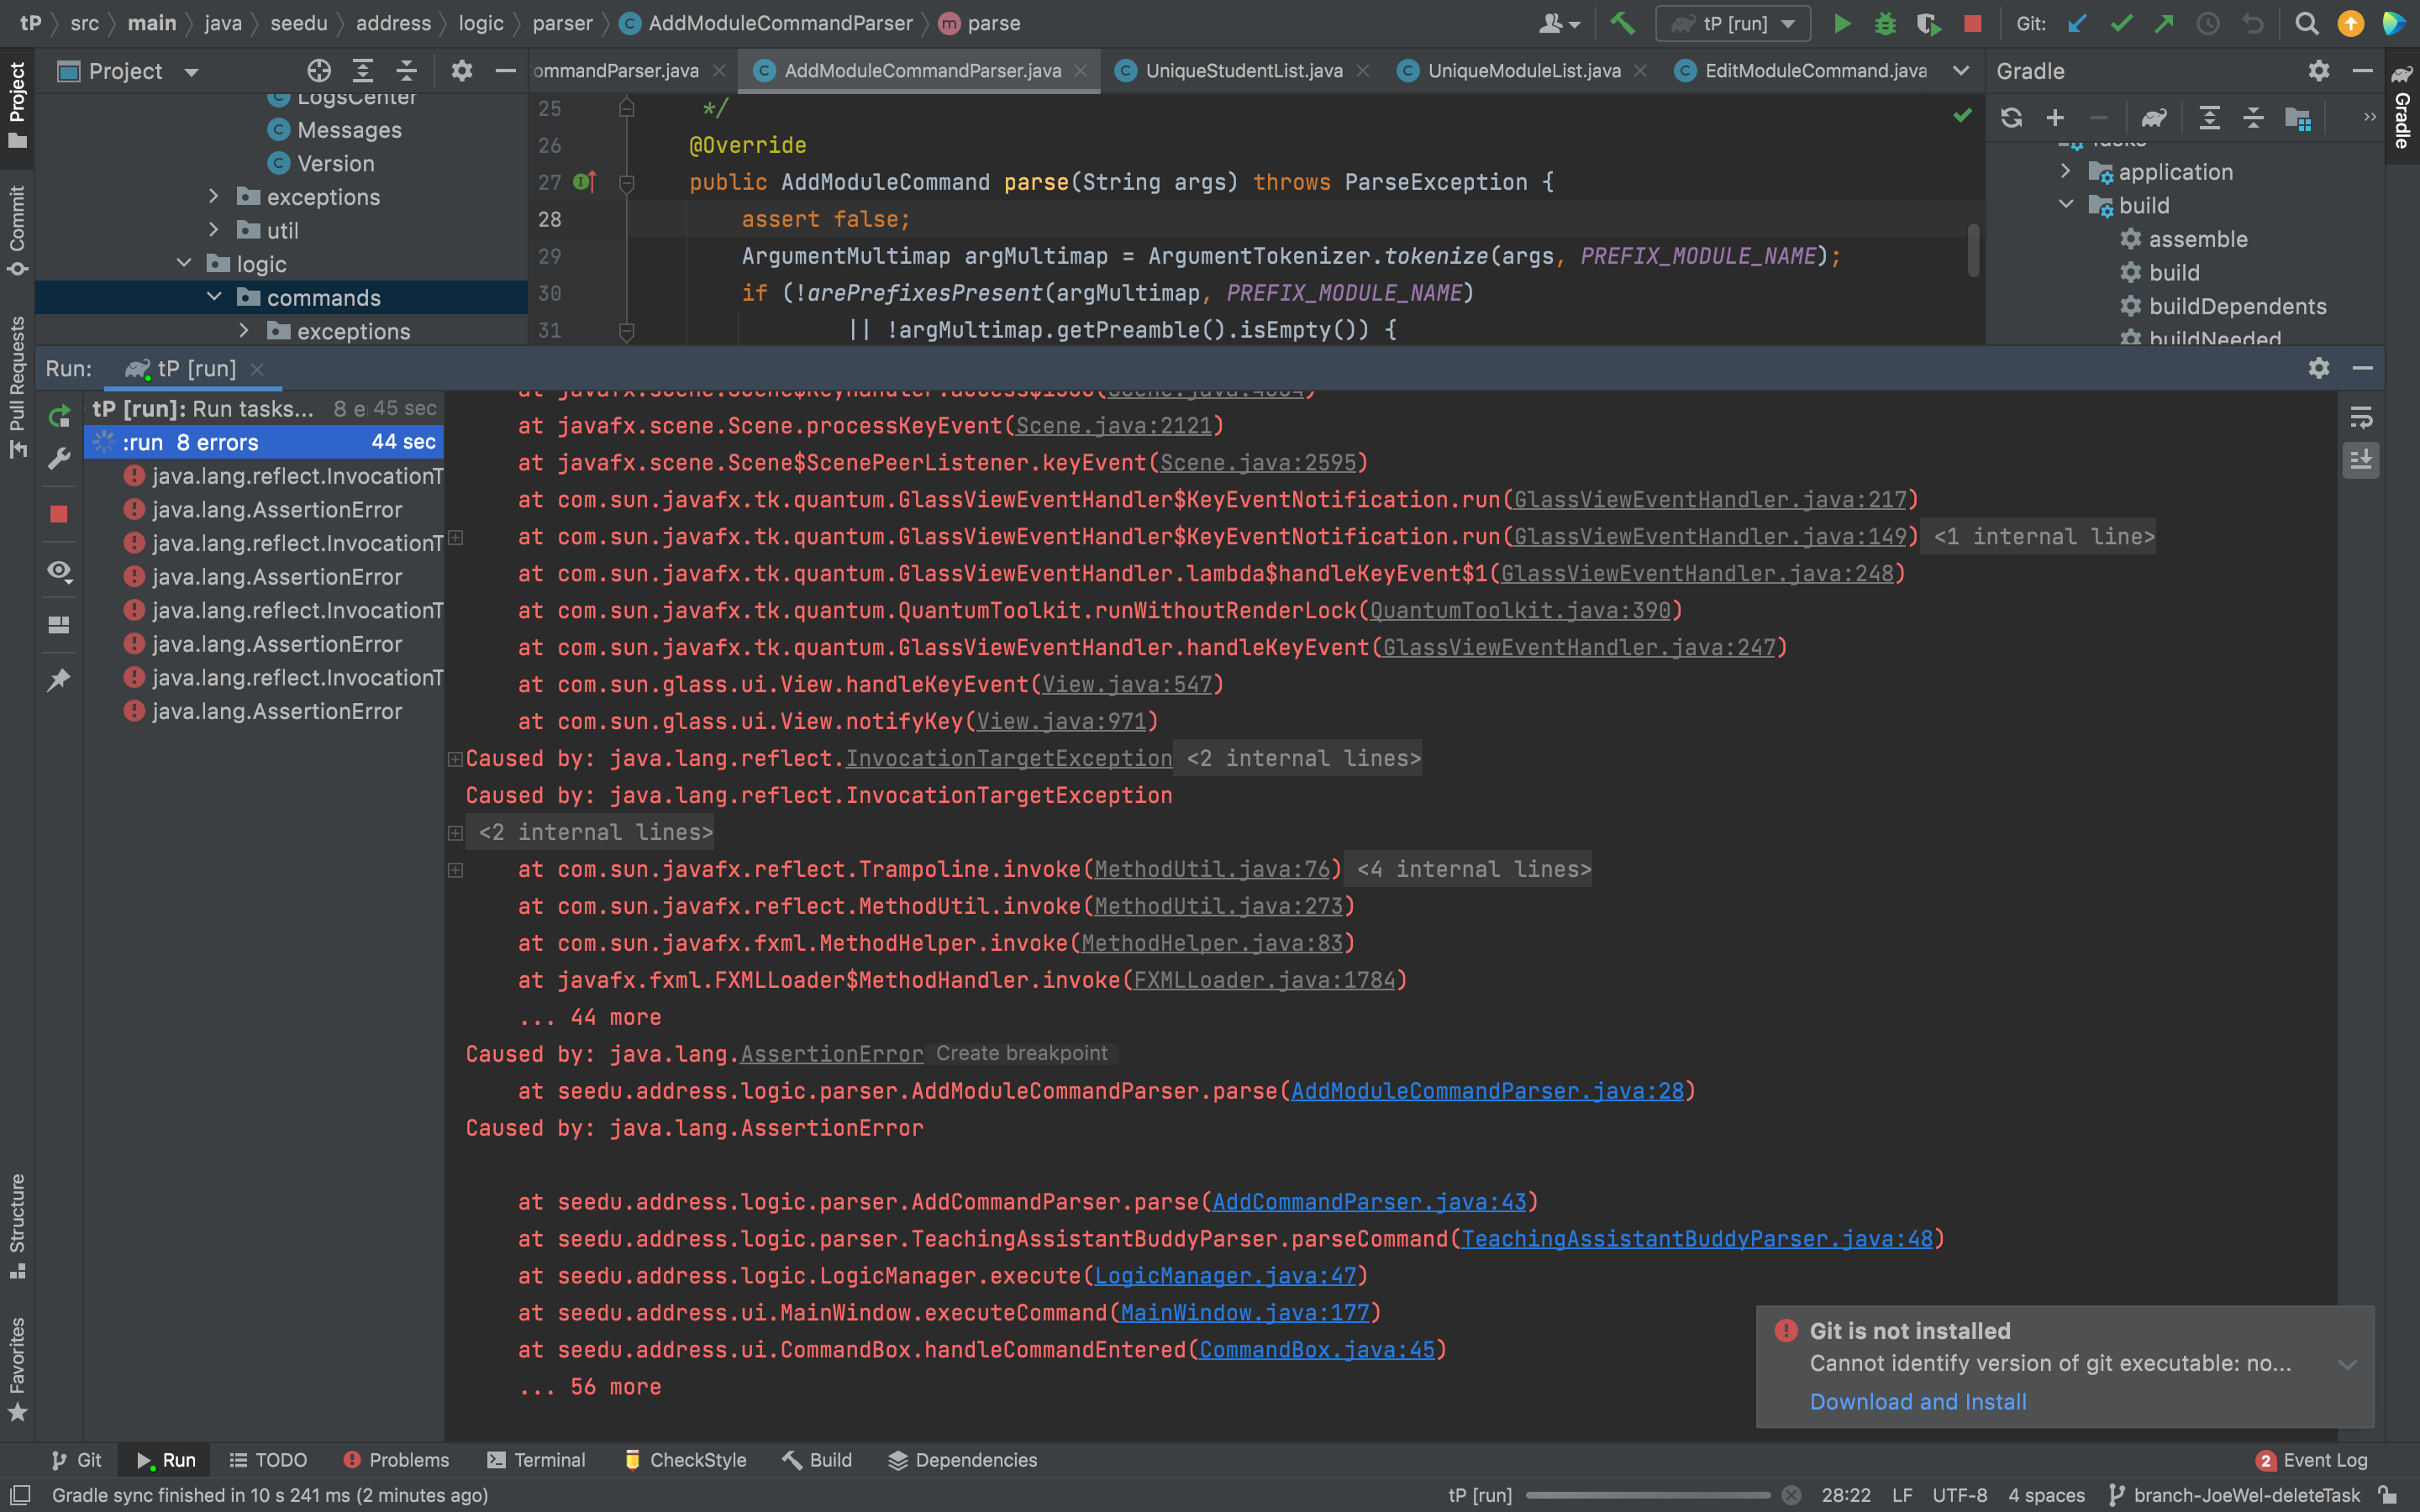 tP src main java seedu address logic parser AddModuleCommandParser parse
tP [run] Git:
Project
ommandParser.java AddModuleCommandParser.java UniqueStudentList.java UniqueModuleList.java EditModuleCommand.java
Gradle
LogsCenter
Messages
Version
exceptions
util
logic
commands
exceptions
25 */
26 @Override
27 public AddModuleCommand parse(String args) throws ParseException {
28 assert false;
29 ArgumentMultimap argMultimap = ArgumentTokenizer.tokenize(args, PREFIX_MODULE_NAME);
30 if (!arePrefixesPresent(argMultimap, PREFIX_MODULE_NAME)
31 || !argMultimap.getPreamble().isEmpty()) {
application
build
assemble
build
buildDependents
buildNeeded
Project
Commit
Pull Requests
Structure
Favorites
Gradle
Run: tP [run]
tP [run]: Run tasks... 8 e 45 sec
:run 8 errors 44 sec
java.lang.reflect.InvocationT
java.lang.AssertionError
java.lang.reflect.InvocationT
java.lang.AssertionError
java.lang.reflect.InvocationT
java.lang.AssertionError
java.lang.reflect.InvocationT
java.lang.AssertionError
at javafx.scene.Scene.processKeyEvent(Scene.java:2121)
at javafx.scene.Scene$ScenePeerListener.keyEvent(Scene.java:2595)
at com.sun.javafx.tk.quantum.GlassViewEventHandler$KeyEventNotification.run(GlassViewEventHandler.java:217)
at com.sun.javafx.tk.quantum.GlassViewEventHandler$KeyEventNotification.run(GlassViewEventHandler.java:149) <1 internal line>
at com.sun.javafx.tk.quantum.GlassViewEventHandler.lambda$handleKeyEvent$1(GlassViewEventHandler.java:248)
at com.sun.javafx.tk.quantum.QuantumToolkit.runWithoutRenderLock(QuantumToolkit.java:390)
at com.sun.javafx.tk.quantum.GlassViewEventHandler.handleKeyEvent(GlassViewEventHandler.java:247)
at com.sun.glass.ui.View.handleKeyEvent(View.java:547)
at com.sun.glass.ui.View.notifyKey(View.java:971)
Caused by: java.lang.reflect.InvocationTargetException <2 internal lines>
Caused by: java.lang.reflect.InvocationTargetException
<2 internal lines>
at com.sun.javafx.reflect.Trampoline.invoke(MethodUtil.java:76) <4 internal lines>
at com.sun.javafx.reflect.MethodUtil.invoke(MethodUtil.java:273)
at com.sun.javafx.fxml.MethodHelper.invoke(MethodHelper.java:83)
at javafx.fxml.FXMLLoader$MethodHandler.invoke(FXMLLoader.java:1784)
... 44 more
Caused by: java.lang.AssertionError Create breakpoint
at seedu.address.logic.parser.AddModuleCommandParser.parse(AddModuleCommandParser.java:28)
Caused by: java.lang.AssertionError
at seedu.address.logic.parser.AddCommandParser.parse(AddCommandParser.java:43)
at seedu.address.logic.parser.TeachingAssistantBuddyParser.parseCommand(TeachingAssistantBuddyParser.java:48)
at seedu.address.logic.LogicManager.execute(LogicManager.java:47)
at seedu.address.ui.MainWindow.executeCommand(MainWindow.java:177)
at seedu.address.ui.CommandBox.handleCommandEntered(CommandBox.java:45)
... 56 more
Git is not installed
Cannot identify version of git executable: no...
Download and Install
Git Run TODO Problems Terminal CheckStyle Build Dependencies 2 Event Log
Gradle sync finished in 10 s 241 ms (2 minutes ago) tP [run] 28:22 LF UTF-8 4 spaces branch-JoeWel-deleteTask